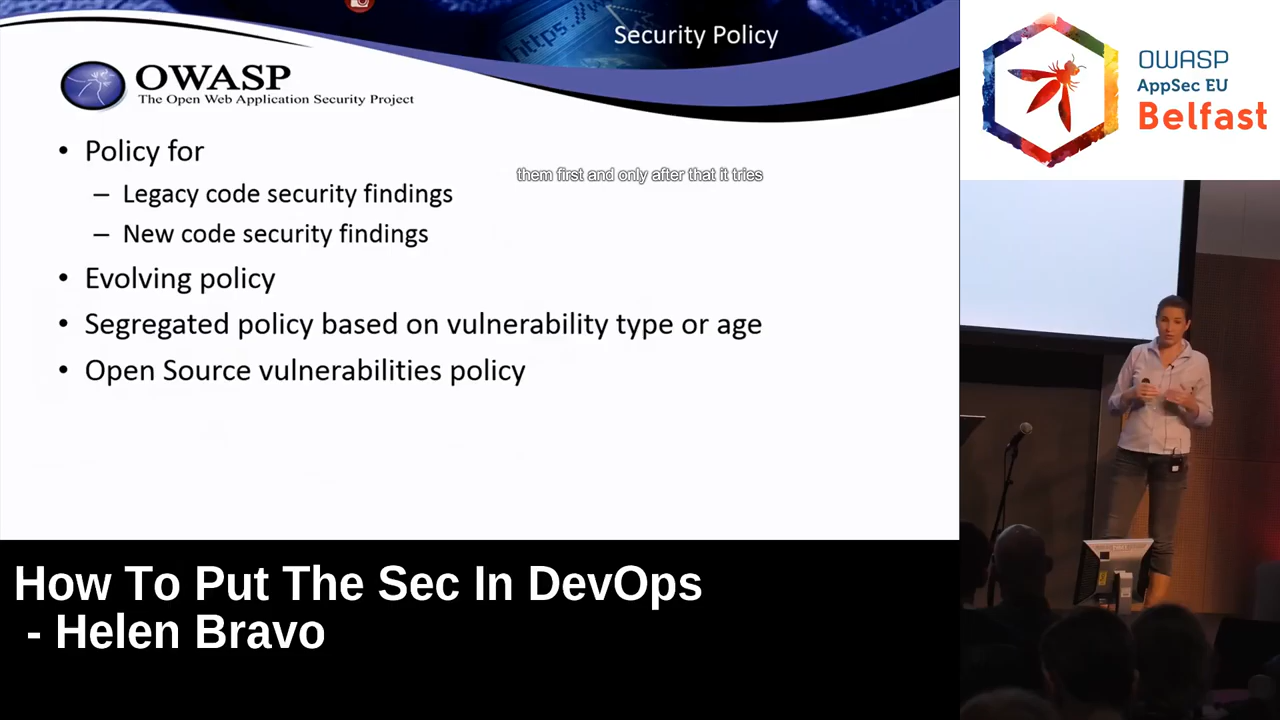 https://w
Security Policy
OWASP
The Open Web Application Security Project
• Policy for
– Legacy code security findings
– New code security findings
• Evolving policy
• Segregated policy based on vulnerability type or age
• Open Source vulnerabilities policy
them first and only after that it tries
OWASP
AppSec EU
Belfast
How To Put The Sec In DevOps
- Helen Bravo